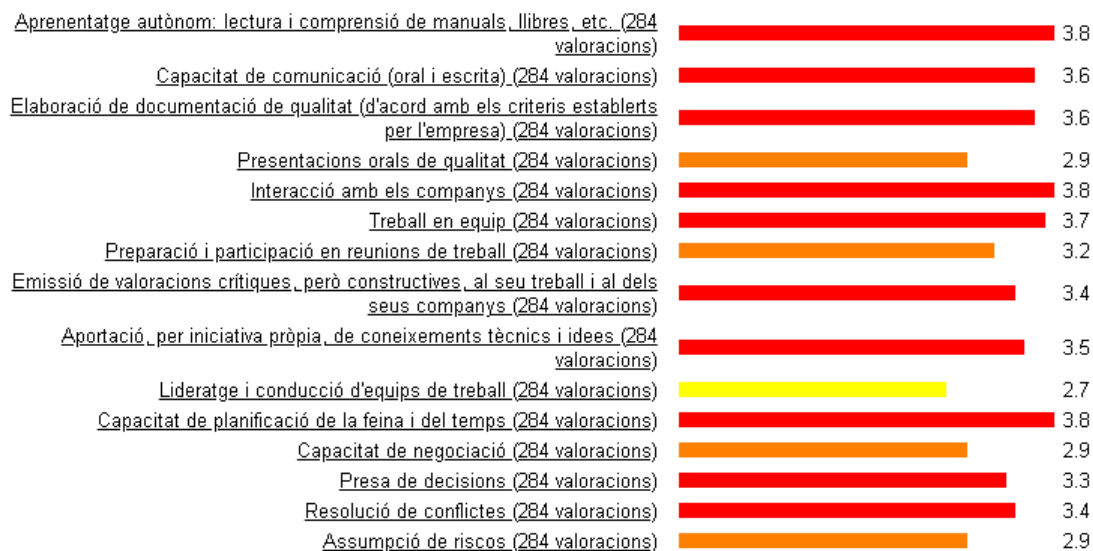 Aprenentatge autònom: lectura i comprensió de manuals, llibres, etc. (284
valoracions) 3.8
Capacitat de comunicació (oral i escrita) (284 valoracions) 3.6
Elaboració de documentació de qualitat (d'acord amb els criteris establerts
per l'empresa) (284 valoracions) 3.6
Presentacions orals de qualitat (284 valoracions) 2.9
Interacció amb els companys (284 valoracions) 3.8
Treball en equip (284 valoracions) 3.7
Preparació i participació en reunions de treball (284 valoracions) 3.2
Emissió de valoracions crítiques, però constructives, al seu treball i al dels
seus companys (284 valoracions) 3.4
Aportació, per iniciativa pròpia, de coneixements tècnics i idees (284
valoracions) 3.5
Lideratge i conducció d'equips de treball (284 valoracions) 2.7
Capacitat de planificació de la feina i del temps (284 valoracions) 3.8
Capacitat de negociació (284 valoracions) 2.9
Presa de decisions (284 valoracions) 3.3
Resolució de conflictes (284 valoracions) 3.4
Assumpció de riscos (284 valoracions) 2.9